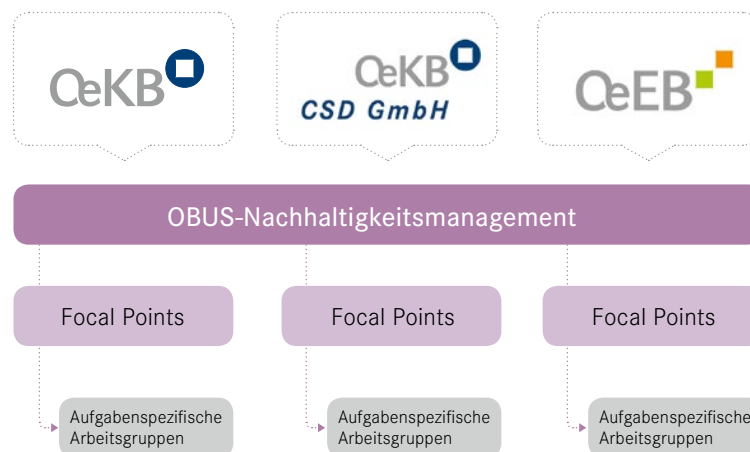 OeKB
OeKB
CSD GmbH
OeEB
OBUS-Nachhaltigkeitsmanagement
Focal Points
Focal Points
Focal Points
Aufgabenspezifische
Arbeitsgruppen
Aufgabenspezifische
Arbeitsgruppen
Aufgabenspezifische
Arbeitsgruppen